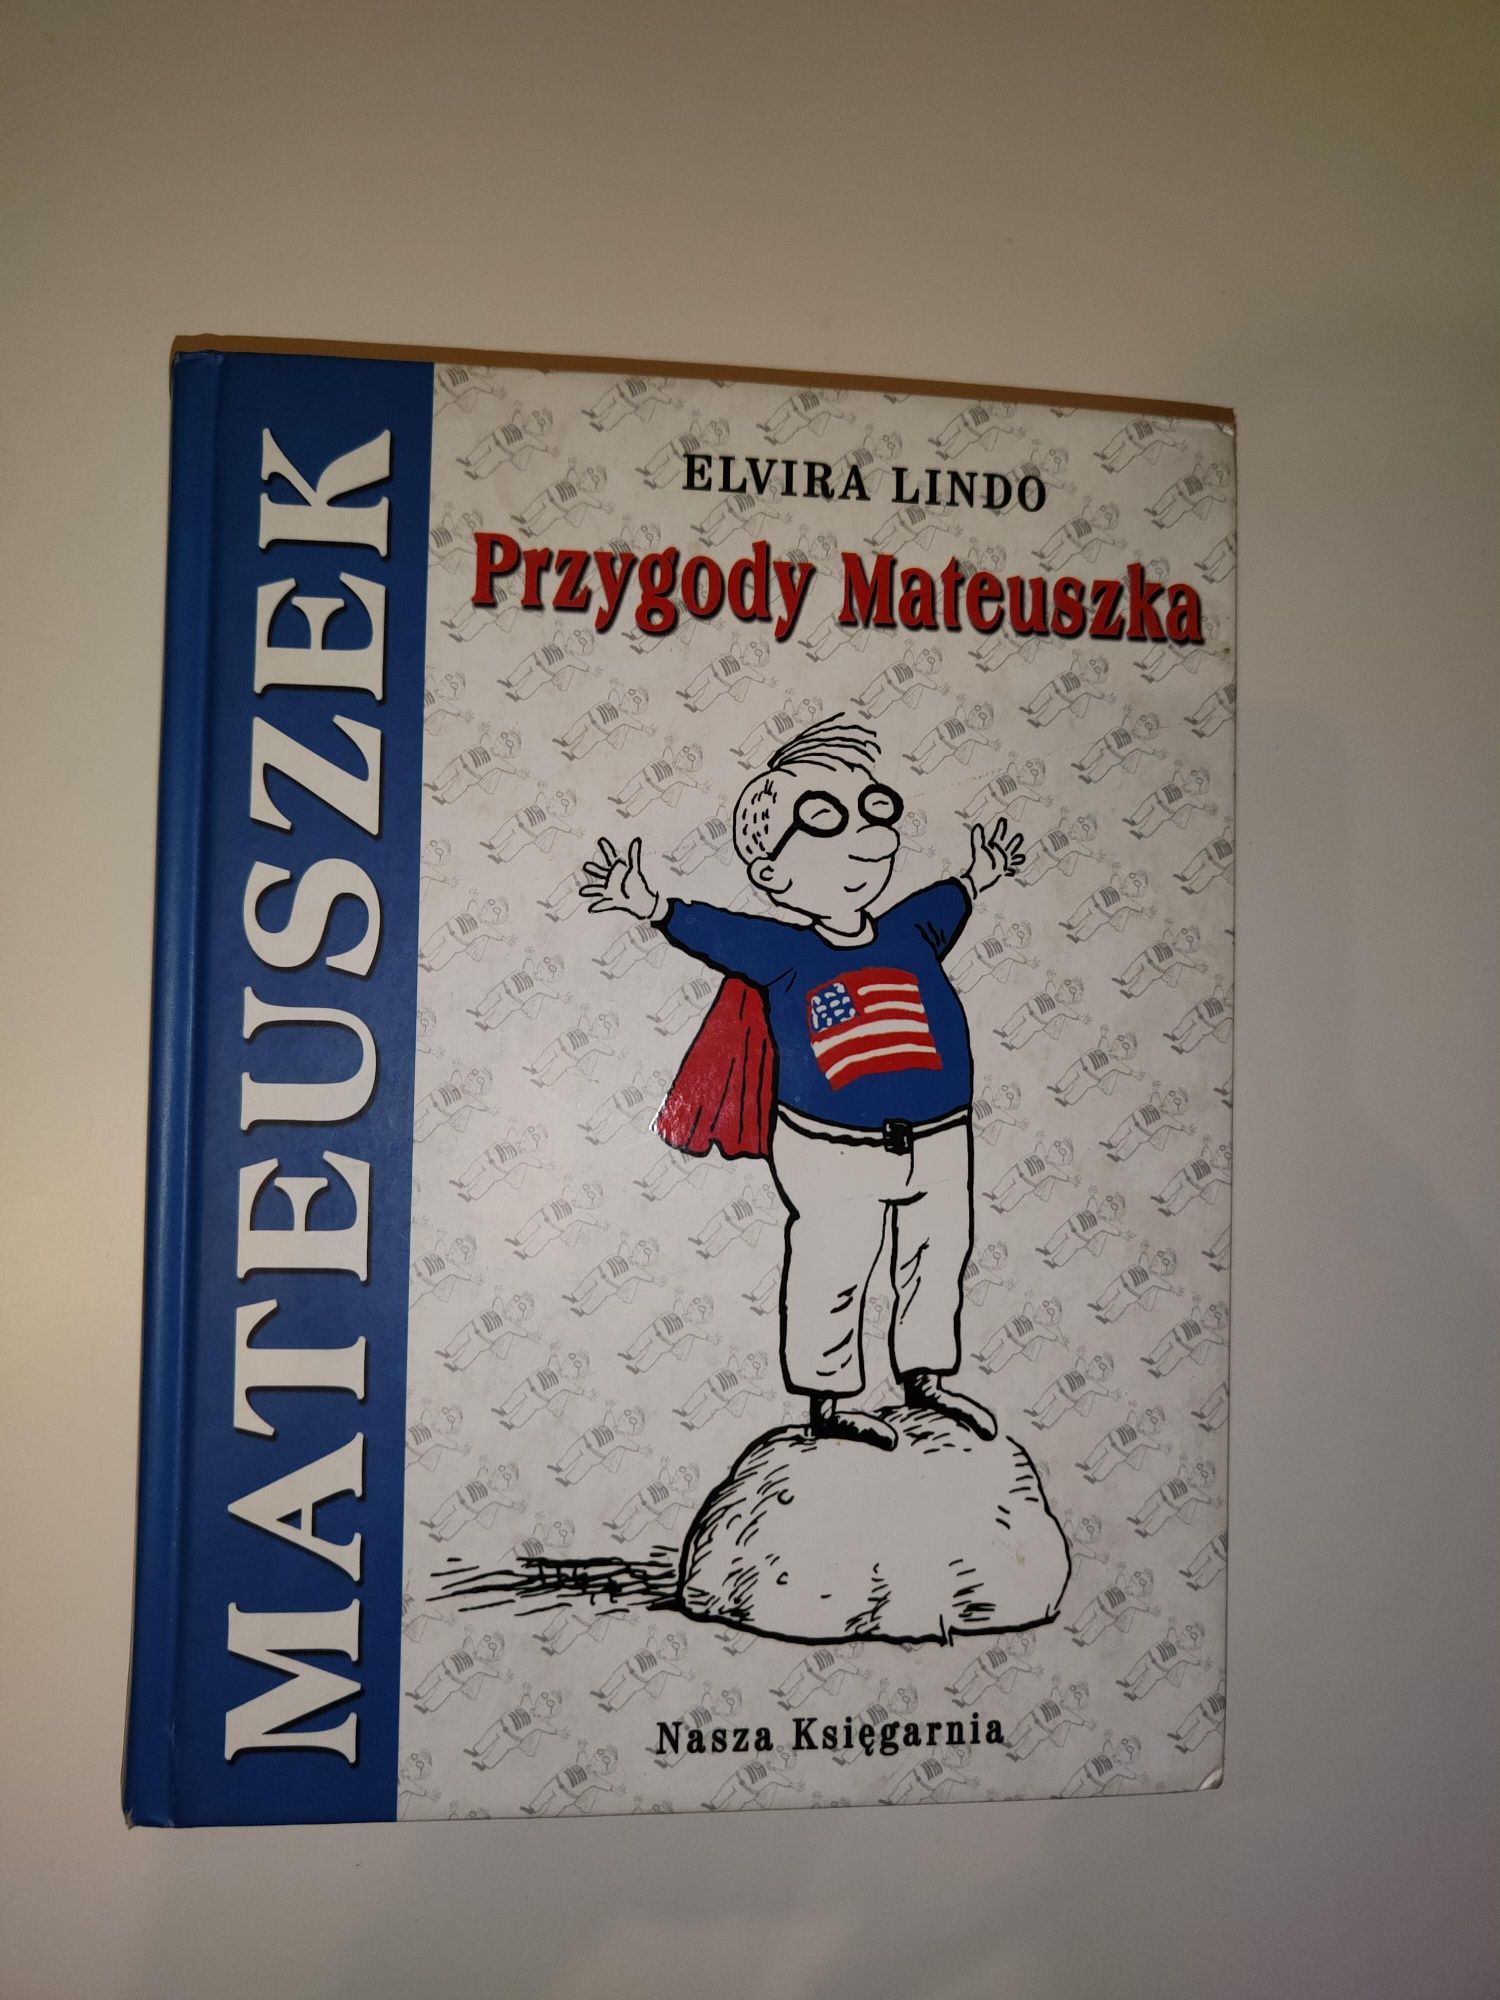 MATEUSZEK
ELVIRA LINDO
Przygody Mateuszka
Nasza Księgarnia